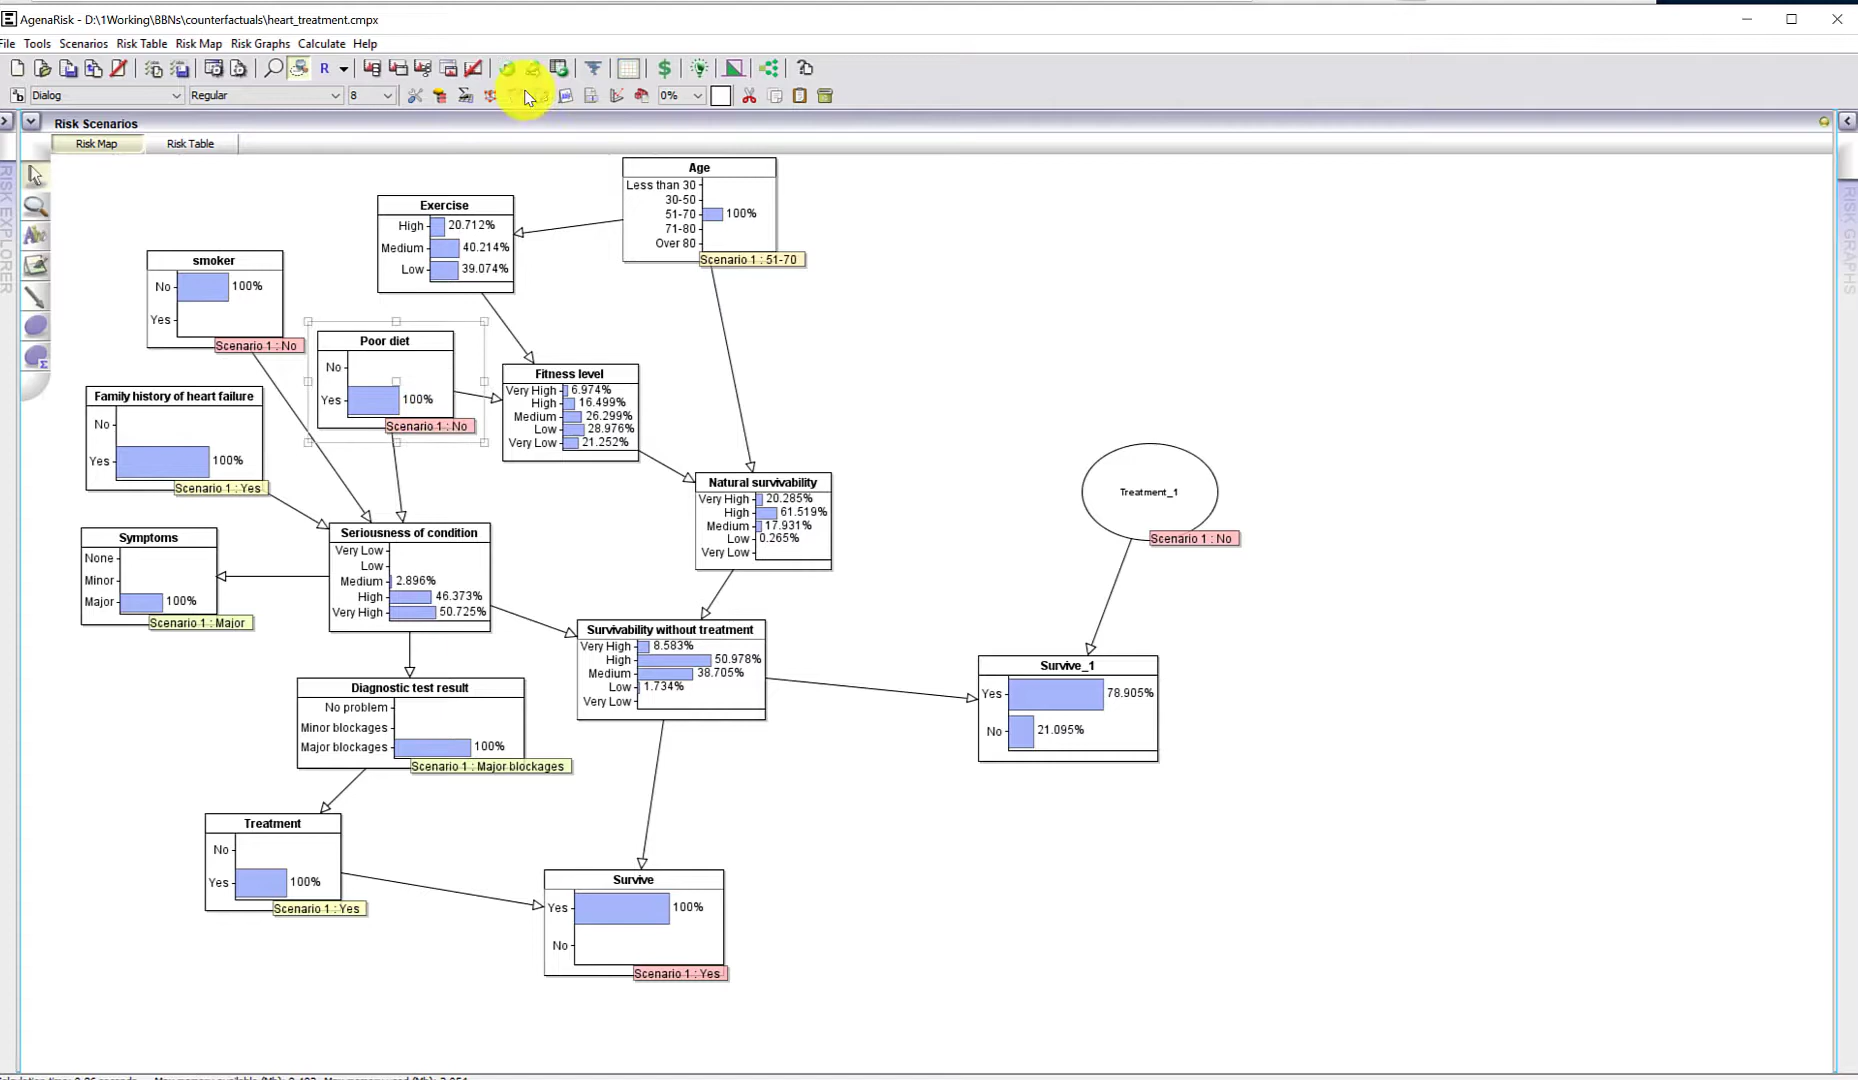 AgenaRisk - D:\1Working\BBNs\counterfactuals\heart_treatment.cmpx
File Tools Scenarios Risk Table Risk Map Risk Graphs Calculate Help
R
Dialog Regular 8 0%
Risk Scenarios
Risk Map Risk Table
RISK EXPLORER
RISK GRAPHS
Age
Less than 30
30-50
51-70 100%
71-80
Over 80
Scenario 1 : 51-70
Exercise
High 20.712%
Medium 40.214%
Low 39.074%
smoker
No 100%
Yes
Scenario 1 : No
Poor diet
No
Yes 100%
Scenario 1 : No
Fitness level
Very High 6.974%
High 16.499%
Medium 26.299%
Low 28.976%
Very Low 21.252%
Family history of heart failure
No
Yes 100%
Scenario 1 : Yes
Natural survivability
Very High 20.285%
High 61.519%
Medium 17.931%
Low 0.265%
Very Low
Treatment_1
Scenario 1 : No
Symptoms
None
Minor
Major 100%
Scenario 1 : Major
Seriousness of condition
Very Low
Low
Medium 2.896%
High 46.373%
Very High 50.725%
Survivability without treatment
Very High 8.583%
High 50.978%
Medium 38.705%
Low 1.734%
Very Low
Survive_1
Yes 78.905%
No 21.095%
Diagnostic test result
No problem
Minor blockages
Major blockages 100%
Scenario 1 : Major blockages
Treatment
No
Yes 100%
Scenario 1 : Yes
Survive
Yes 100%
No
Scenario 1 : Yes